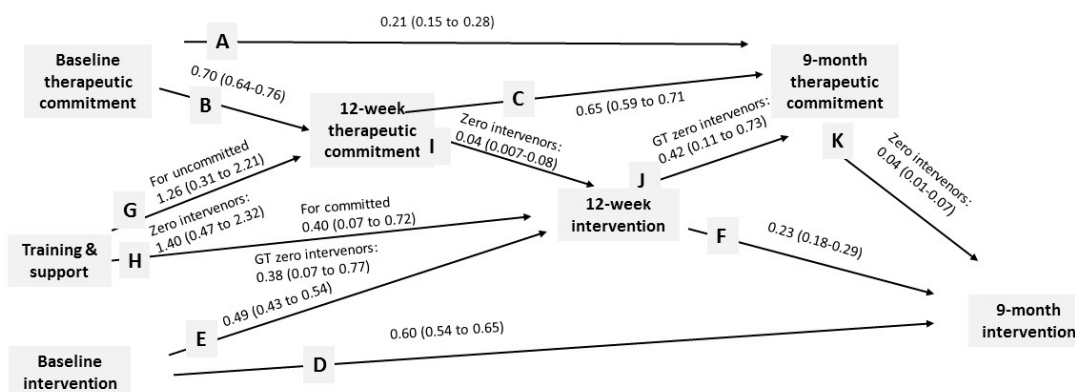 0.21 (0.15 to 0.28)
A
Baseline
therapeutic
commitment
9-month
therapeutic
commitment
0.70 (0.64-0.76)
B
C
0.65 (0.59 to 0.71
12-week
therapeutic
commitment
I
Zero intervenors:
0.04 (0.007-0.08)
GT zero intervenors:
0.42 (0.11 to 0.73)
J
K
Zero intervenors:
0.04 (0.01-0.07)
For uncommitted
1.26 (0.31 to 2.21)
G
Zero intervenors:
1.40 (0.47 to 2.32)
For committed
0.40 (0.07 to 0.72)
12-week
intervention
Training &
support
H
F
0.23 (0.18-0.29)
GT zero intervenors:
0.38 (0.07 to 0.77)
0.49 (0.43 to 0.54)
E
0.60 (0.54 to 0.65)
D
9-month
intervention
Baseline
intervention